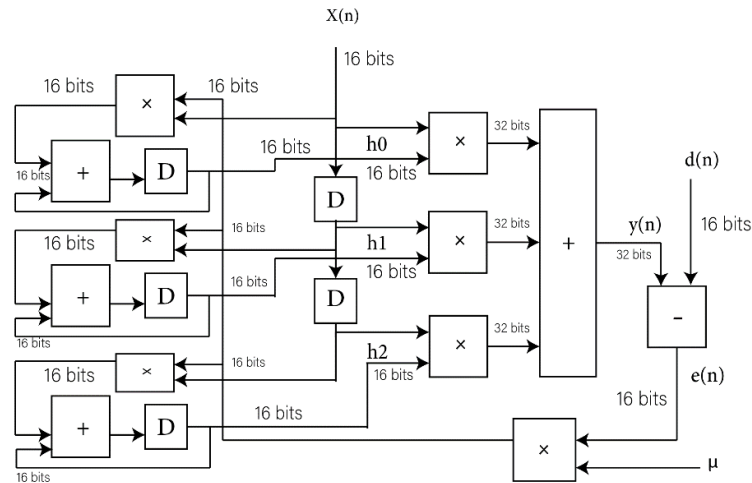 X(n)
16 bits
16 bits
16 bits
×
16 bits
h0
16 bits
×
32 bits
16 bits
+
D
D
d(n)
16 bits
16 bits
×
16 bits
h1
16 bits
×
32 bits
+
y(n)
32 bits
16 bits
16 bits
+
D
D
-
16 bits
16 bits
×
16 bits
h2
16 bits
×
32 bits
e(n)
16 bits
+
D
16 bits
16 bits
×
μ